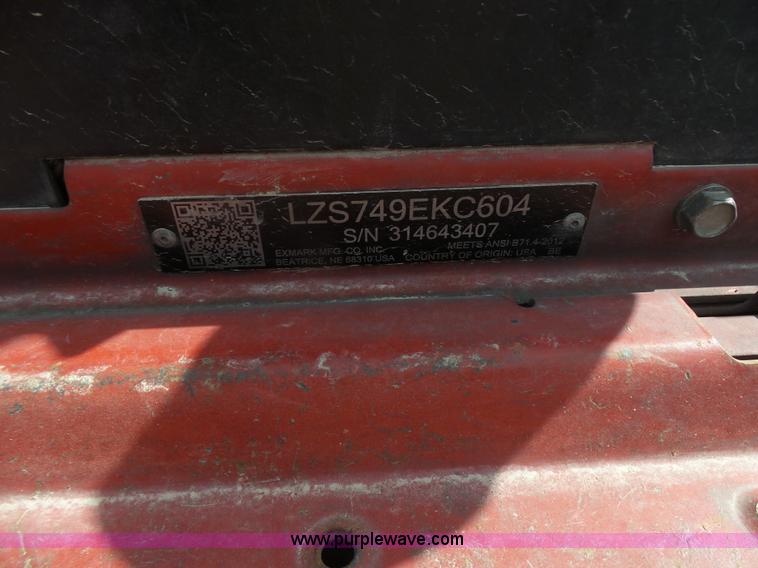 LZS749EKC604
S/N 314643407
EXMARK MFG. CO. INC. MEETS ANSI B71.4-2012
BEATRICE, NE 68310 USA COUNTRY OF ORIGIN: USA BE
www.purplewave.com